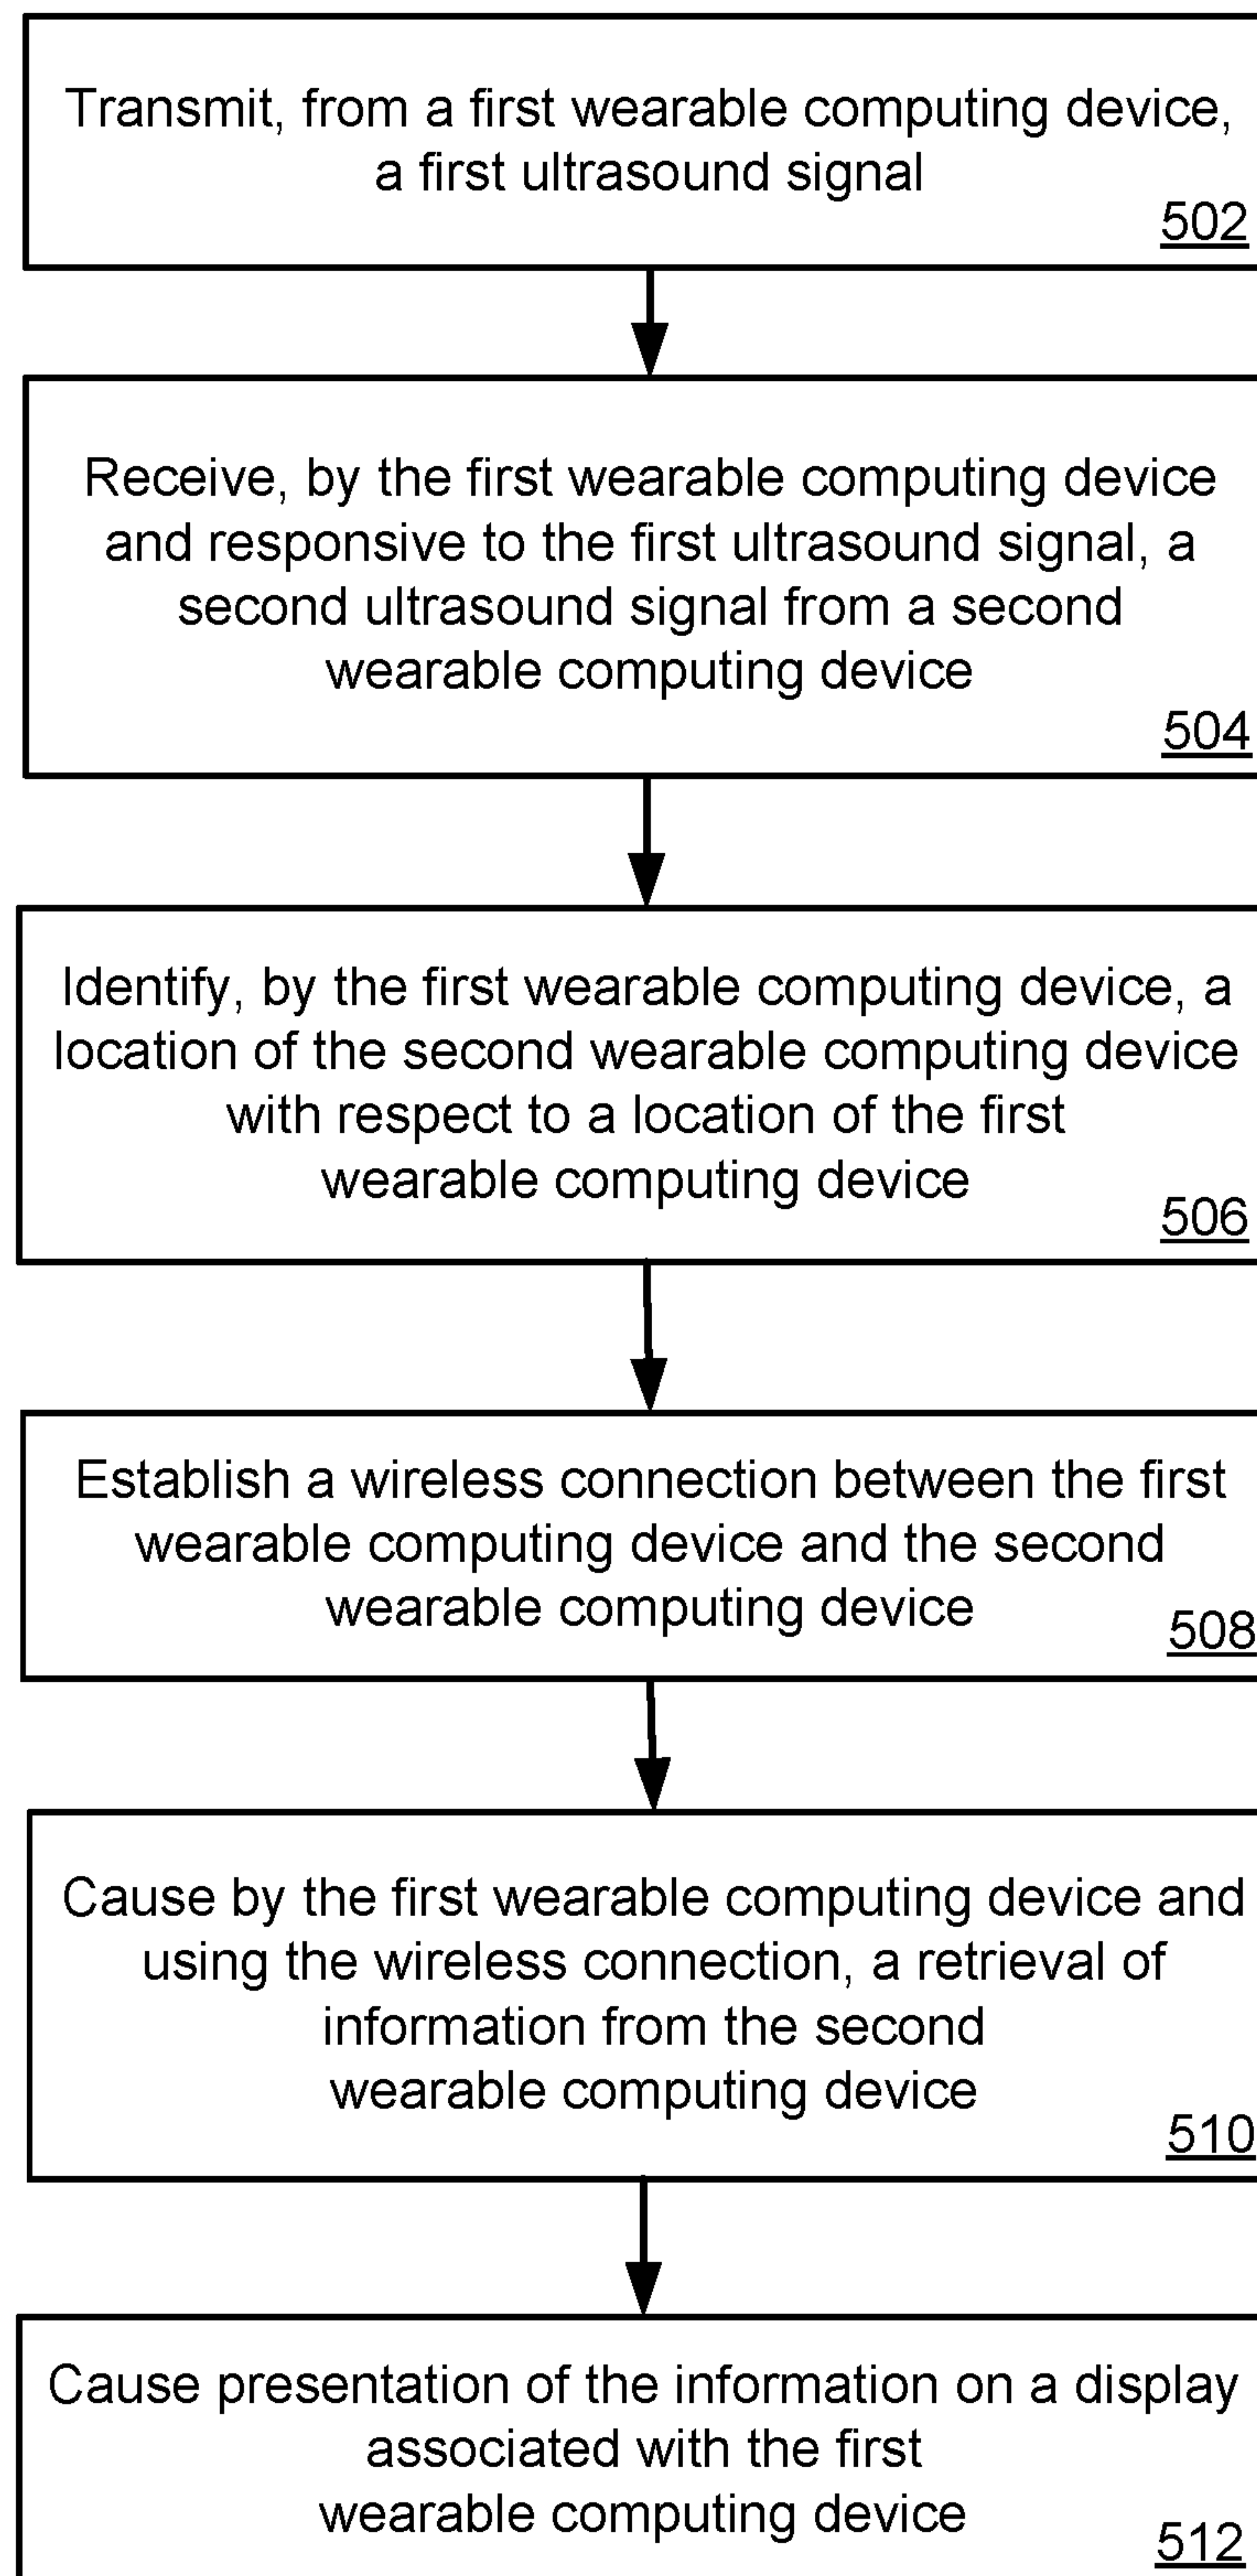 Transmit, from a first wearable computing device,
a first ultrasound signal
502
Receive, by the first wearable computing device
and responsive to the first ultrasound signal, a
second ultrasound signal from a second
wearable computing device
504
Identify, by the first wearable computing device, a
location of the second wearable computing device
with respect to a location of the first
wearable computing device
506
Establish a wireless connection between the first
wearable computing device and the second
wearable computing device
508
Cause by the first wearable computing device and
using the wireless connection, a retrieval of
information from the second
wearable computing device
510
Cause presentation of the information on a display
associated with the first
wearable computing device
512